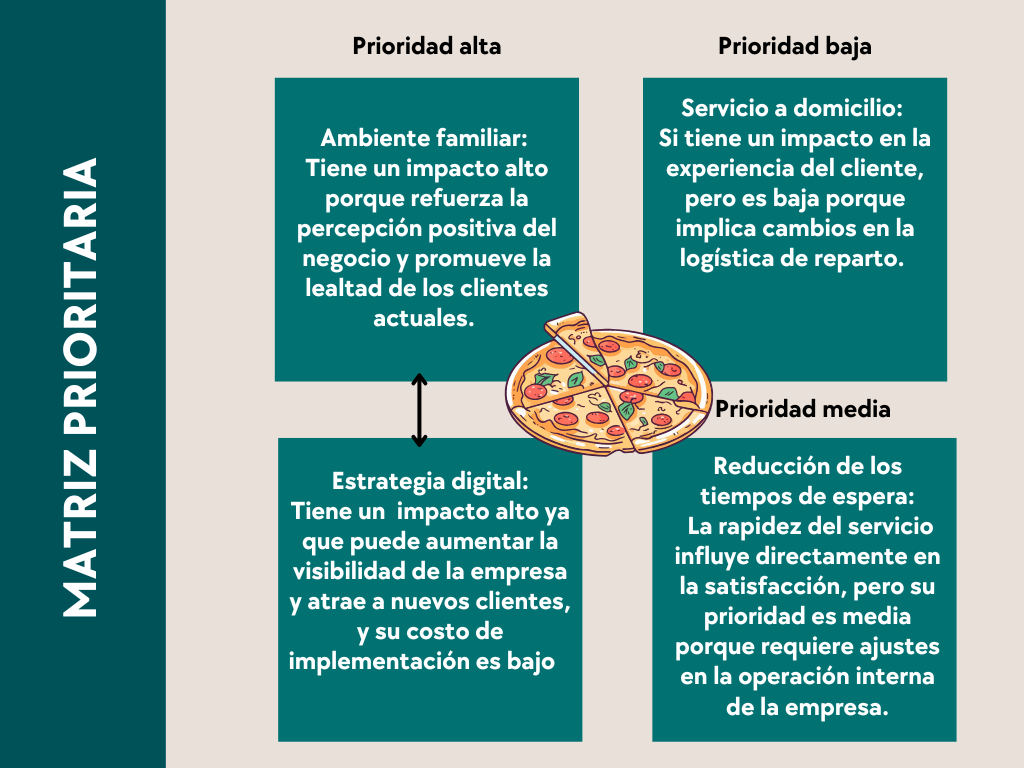 MATRIZ PRIORITARIA
Prioridad alta
Ambiente familiar:
Tiene un impacto alto
porque refuerza la
percepción positiva del
negocio y promueve la
lealtad de los clientes
actuales.
Prioridad baja
Servicio a domicilio:
Si tiene un impacto en la
experiencia del cliente,
pero es baja porque
implica cambios en la
logística de reparto.
Estrategia digital:
Tiene un  impacto alto ya
que puede aumentar la
visibilidad de la empresa
y atrae a nuevos clientes,
y su costo de
implementación es bajo
Prioridad media
Reducción de los
tiempos de espera:
La rapidez del servicio
influye directamente en
la satisfacción, pero su
prioridad es media
porque requiere ajustes
en la operación interna
de la empresa.